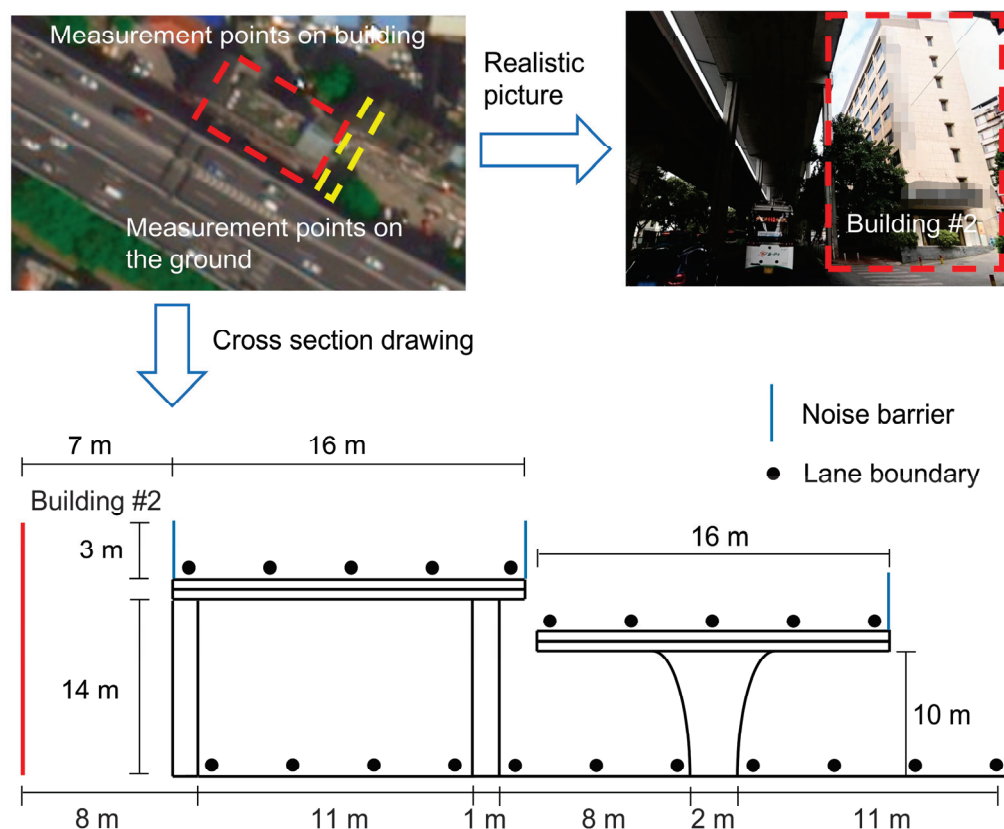 Measurement points on building
Measurement points on
the ground
Realistic
picture
Building #2
Cross section drawing
Noise barrier
Lane boundary
7 m
16 m
Building #2
3 m
16 m
14 m
10 m
8 m
11 m
1 m
8 m
2 m
11 m